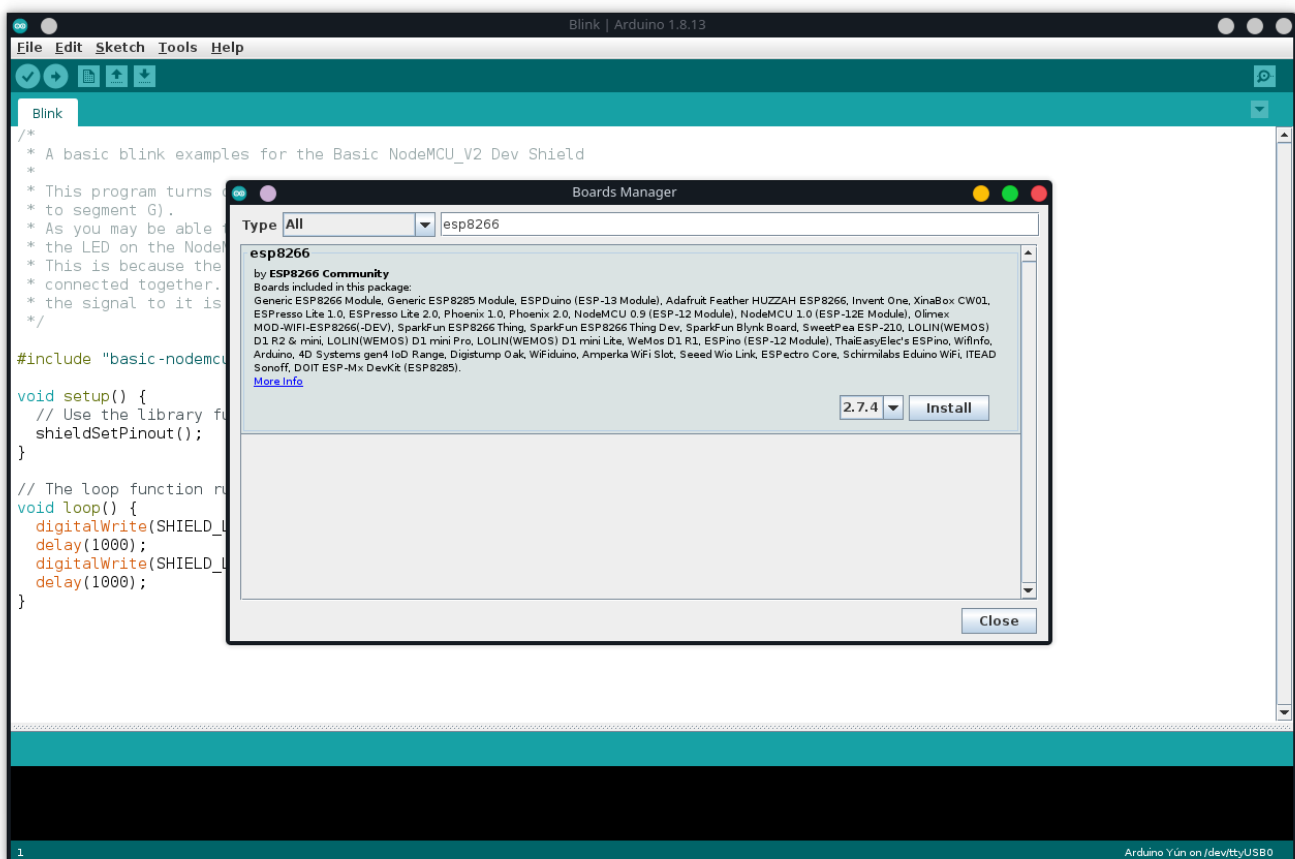 Blink | Arduino 1.8.13
File Edit Sketch Tools Help
Blink
/*
* A basic blink examples for the Basic NodeMCU_V2 Dev Shield
*
* This program turns
* to segment G).
* As you may be able
* the LED on the
* This is because the
* connected together.
* the signal to it is
*/
#include "basic-nodemcu
void setup() {
// Use the library
shieldSetPinout();
}
// The loop function
void loop() {
digitalWrite(SHIELD_
delay(1000);
digitalWrite(SHIELD_
delay(1000);
}
Boards Manager
Type All esp8266
esp8266
by ESP8266 Community
Boards included in this package:
Generic ESP8266 Module, Generic ESP8285 Module, ESPDuino (ESP-13 Module), Adafruit Feather HUZZAH ESP8266, Invent One, XinaBox CW01,
ESPresso Lite 1.0, ESPresso Lite 2.0, Phoenix 1.0, Phoenix 2.0, NodeMCU 0.9 (ESP-12 Module), NodeMCU 1.0 (ESP-12E Module), Olimex
MOD-WIFI-ESP8266(-DEV), SparkFun ESP8266 Thing, SparkFun ESP8266 Thing Dev, SparkFun Blynk Board, SweetPea ESP-210, LOLIN(WEMOS)
D1 R2 & mini, LOLIN(WEMOS) D1 mini Pro, LOLIN(WEMOS) D1 mini Lite, WeMos D1 R1, ESPino (ESP-12 Module), ThaiEasyElec's ESPino, WifInfo,
Arduino, 4D Systems gen4 IoD Range, Digistump Oak, WiFiduino, Amperka WiFi Slot, Seeed Wio Link, ESPectro Core, Schirmilabs Eduino WiFi, ITEAD
Sonoff, DOIT ESP-Mx DevKit (ESP8285).
More Info
2.7.4 Install
Close
1
Arduino Yún on /dev/ttyUSB0